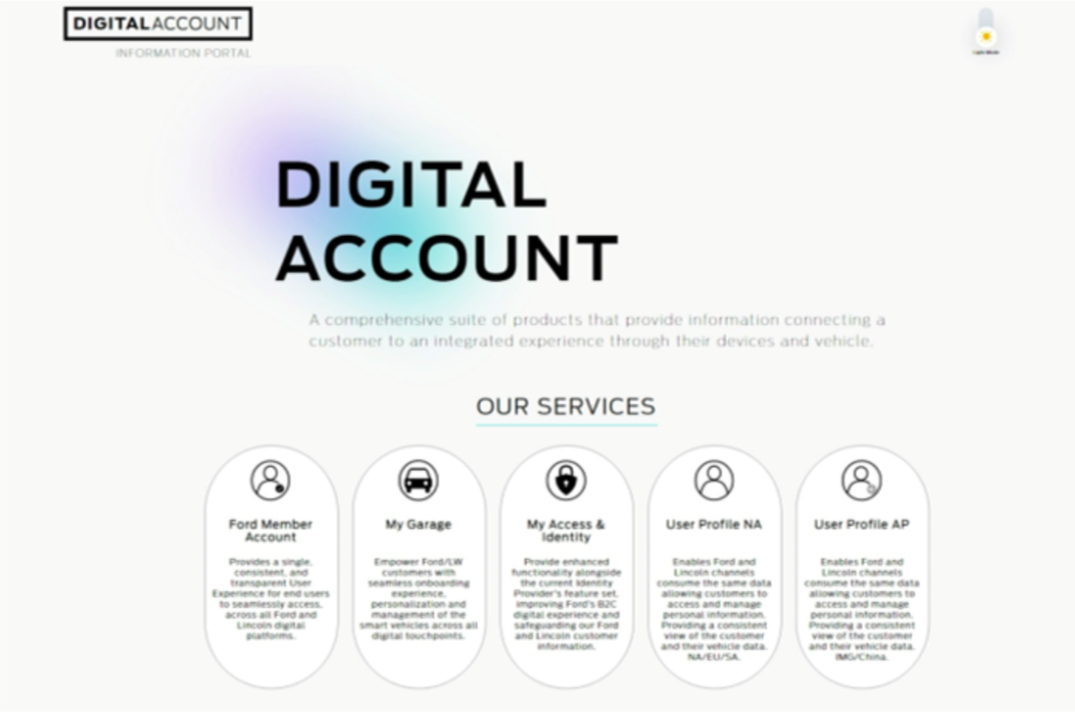 DIGITALACCOUNT
INFORMATION PORTAL
DIGITAL
ACCOUNT
A comprehensive suite of products that provide information connecting a
customer to an integrated experience through their devices and vehicle.
OUR SERVICES
Ford Member
Account
Provides a single,
consistent, and
transparent User
Experience for end users
to seamlessly access,
across all Ford and
Lincoln digital
platforms.
My Garage
Empower Ford/LW
customers with
seamless onboarding
experience,
personalization and
management of the
smart vehicles across all
digital touchpoints.
My Access &
Identity
Provide enhanced
functionality alongside
the current Identity
Provider's feature set,
improving Ford's B2C
digital experience and
safeguarding our Ford
and Lincoln customer
information.
User Profile NA
Enables Ford and
Lincoln channels
consume the same data
allowing customers to
access and manage
personal information.
Providing a consistent
view of the customer
and their vehicle data.
NA/EU/SA.
User Profile AP
Enables Ford and
Lincoln channels
consume the same data
allowing customers to
access and manage
personal information.
Providing a consistent
view of the customer
and their vehicle data.
IMG/China.